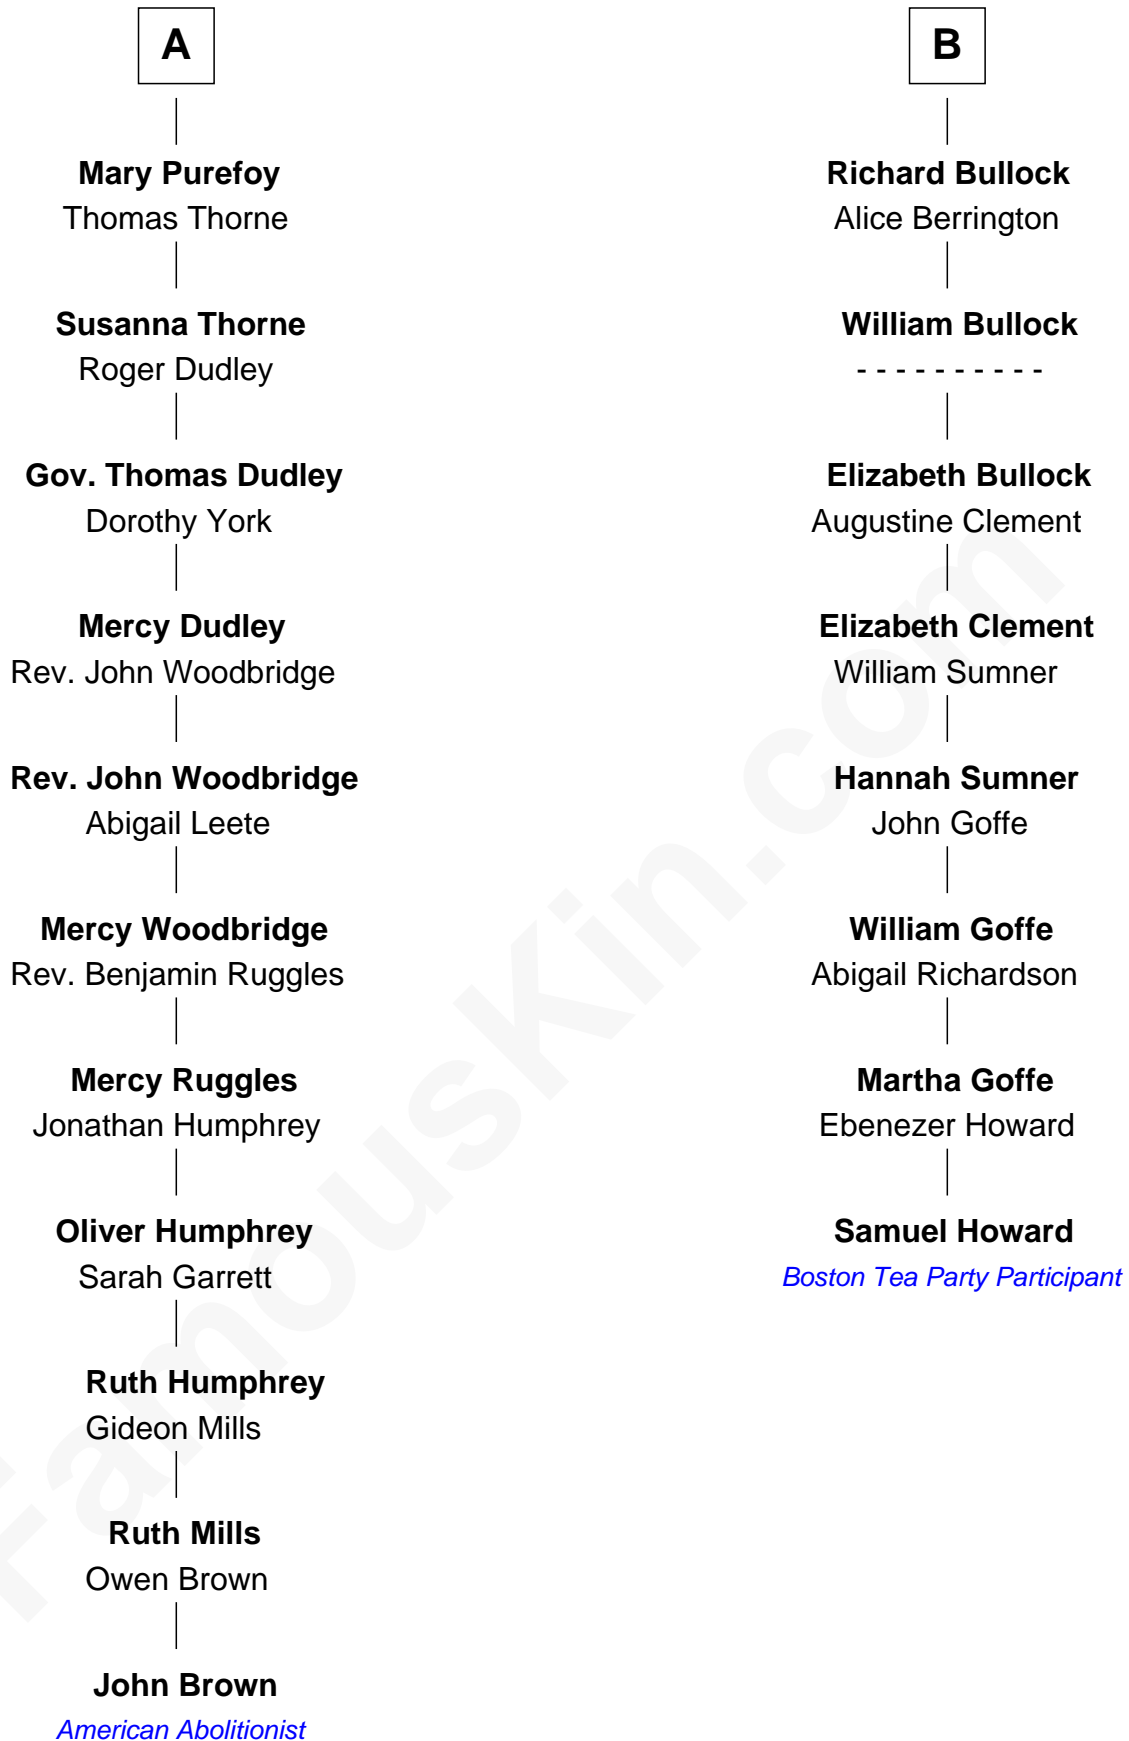 A
Mary Purefoy
Thomas Thorne
Susanna Thorne
Roger Dudley
Gov. Thomas Dudley
Dorothy York
Mercy Dudley
Rev. John Woodbridge
Rev. John Woodbridge
Abigail Leete
Mercy Woodbridge
Rev. Benjamin Ruggles
Mercy Ruggles
Jonathan Humphrey
Oliver Humphrey
Sarah Garrett
Ruth Humphrey
Gideon Mills
Ruth Mills
Owen Brown
John Brown
American Abolitionist
B
Richard Bullock
Alice Berrington
William Bullock
- - - - - - - - - -
Elizabeth Bullock
Augustine Clement
Elizabeth Clement
William Sumner
Hannah Sumner
John Goffe
William Goffe
Abigail Richardson
Martha Goffe
Ebenezer Howard
Samuel Howard
Boston Tea Party Participant
FamousKin.com